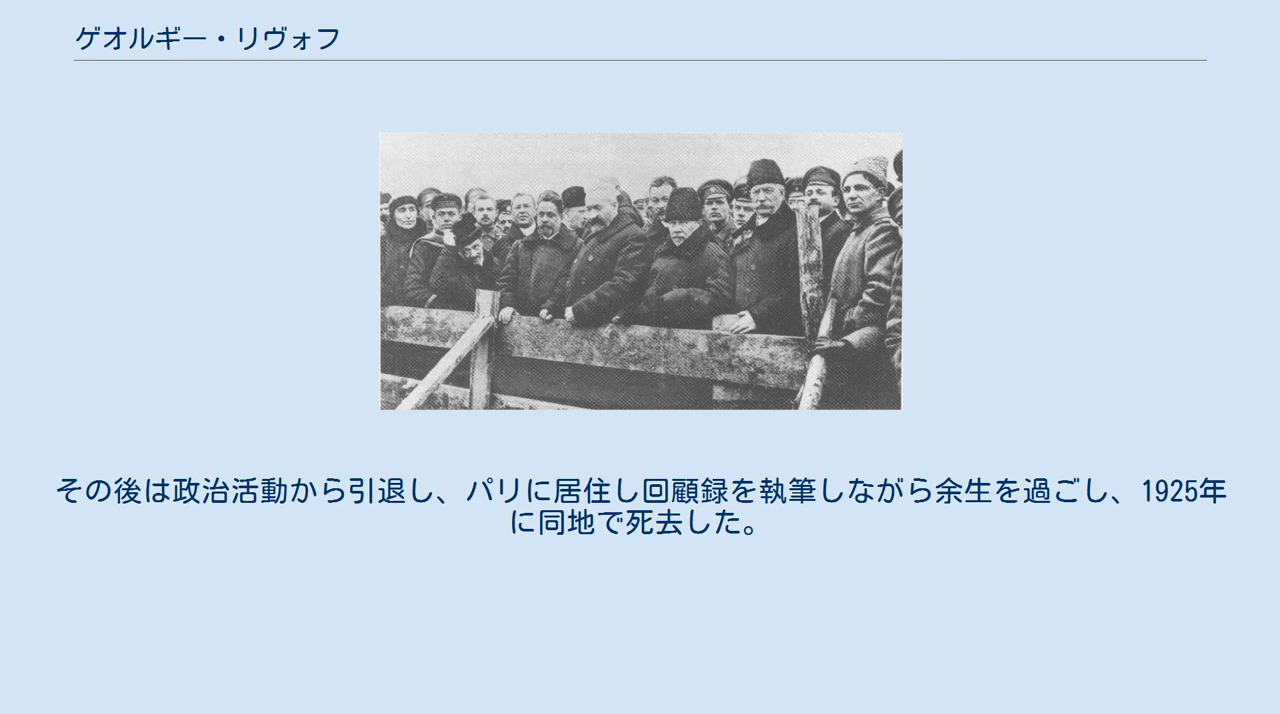 ゲオルギー・リヴォフ
その後は政治活動から引退し、パリに居住し回顧録を執筆しながら余生を過ごし、1925年
に同地で死去した。